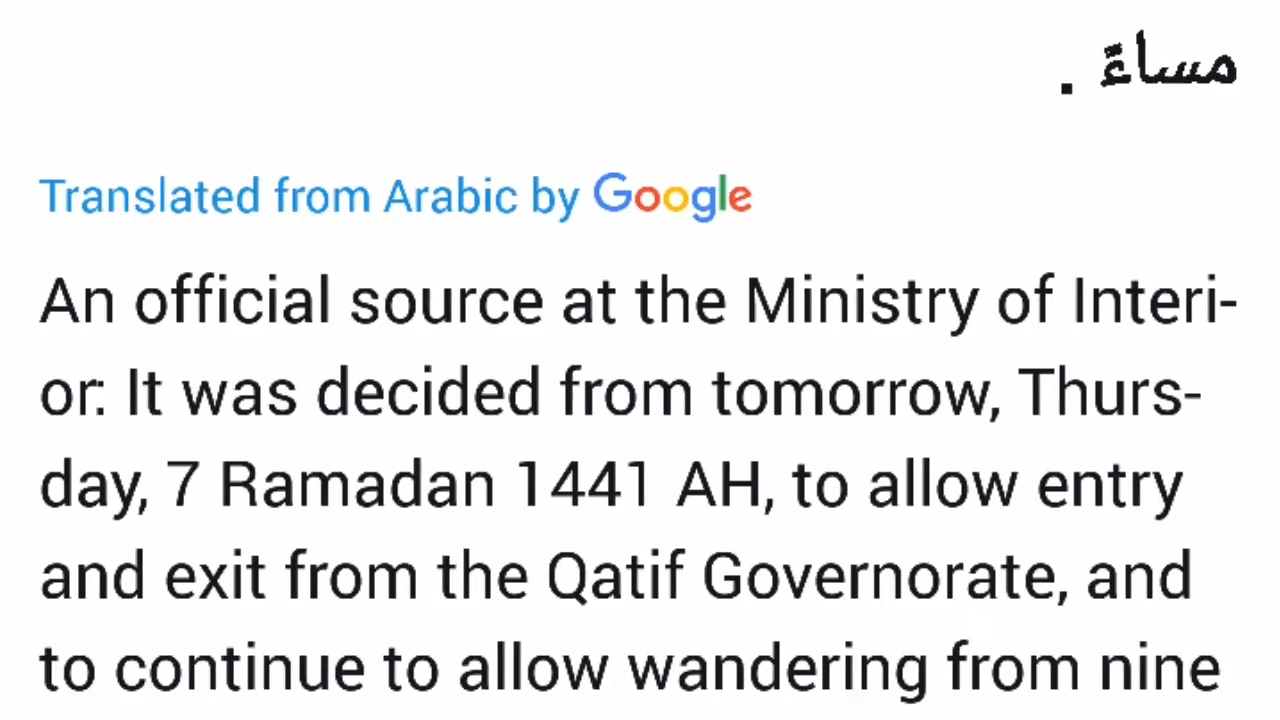 مساءً .
Translated from Arabic by Google
An official source at the Ministry of Interi-
or: It was decided from tomorrow, Thurs-
day, 7 Ramadan 1441 AH, to allow entry
and exit from the Qatif Governorate, and
to continue to allow wandering from nine